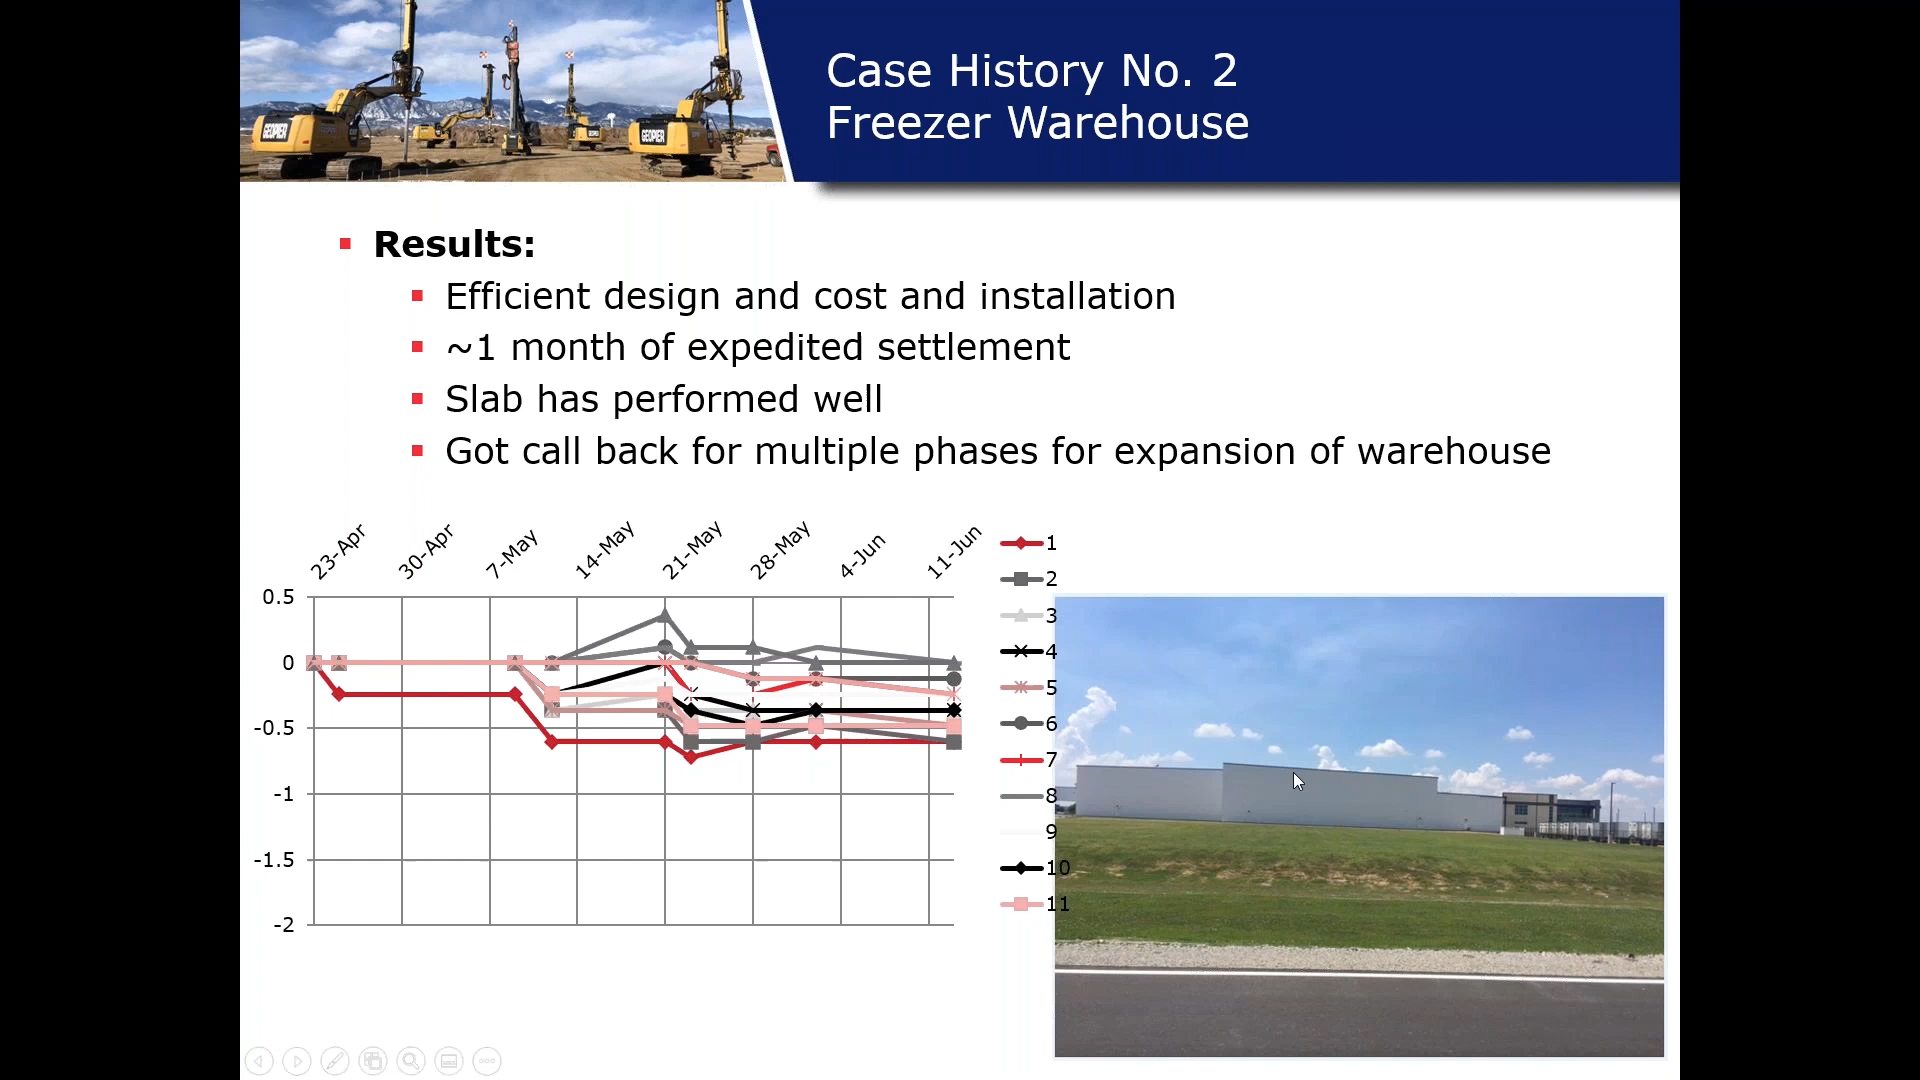 GEOPIER
GEOPIER
Case History No. 2
Freezer Warehouse
Results:
Efficient design and cost and installation
~1 month of expedited settlement
Slab has performed well
Got call back for multiple phases for expansion of warehouse
23-Apr
30-Apr
7-May
14-May
21-May
28-May
4-Jun
11-Jun
0.5
0
-0.5
-1
-1.5
-2
1
2
3
4
5
6
7
8
9
10
11